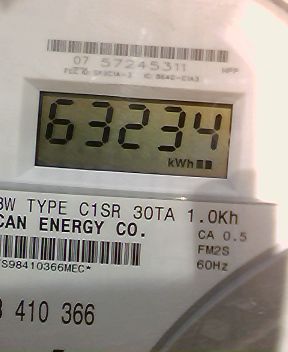 07 57245311
63234
kWh
TYPE C1SR 30TA 1.0Kh
CAN ENERGY CO.
CA 0.5
FM2S
60Hz
S98410366MEC*
410 366